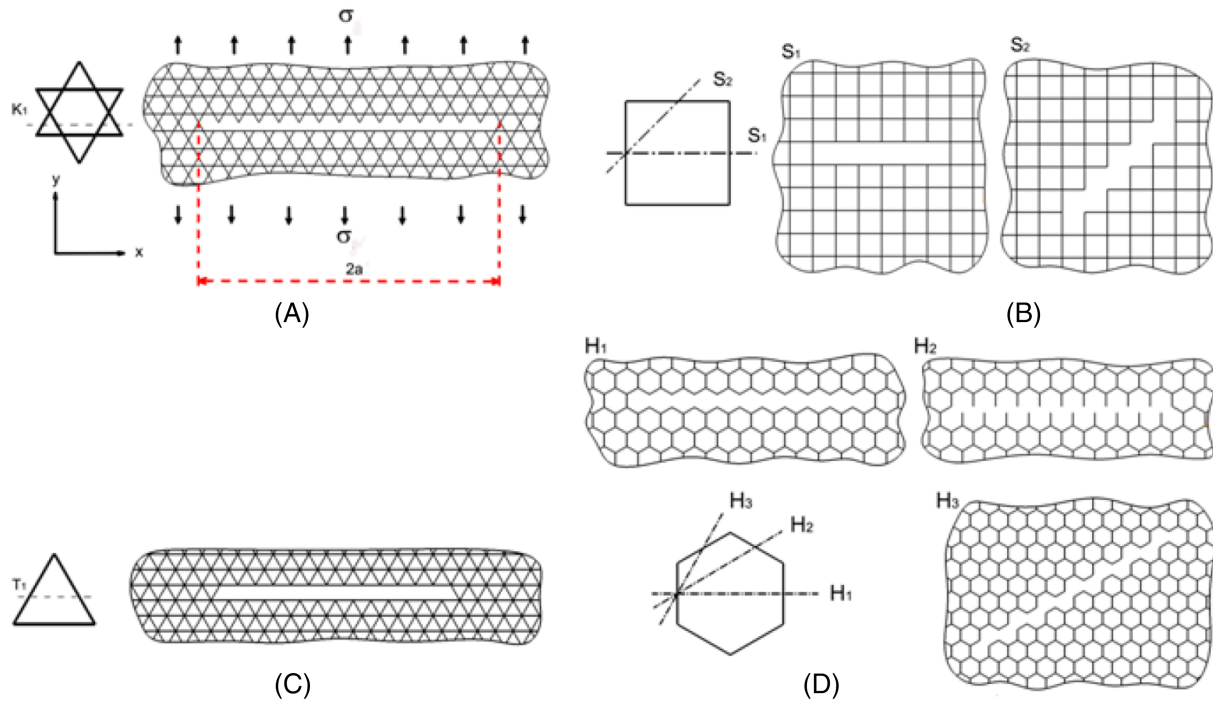 σ
K1
y
x
σ
2a
(A)
S2
S1
S1
S2
(B)
T1
(C)
H1
H2
H3
H2
H1
H3
(D)